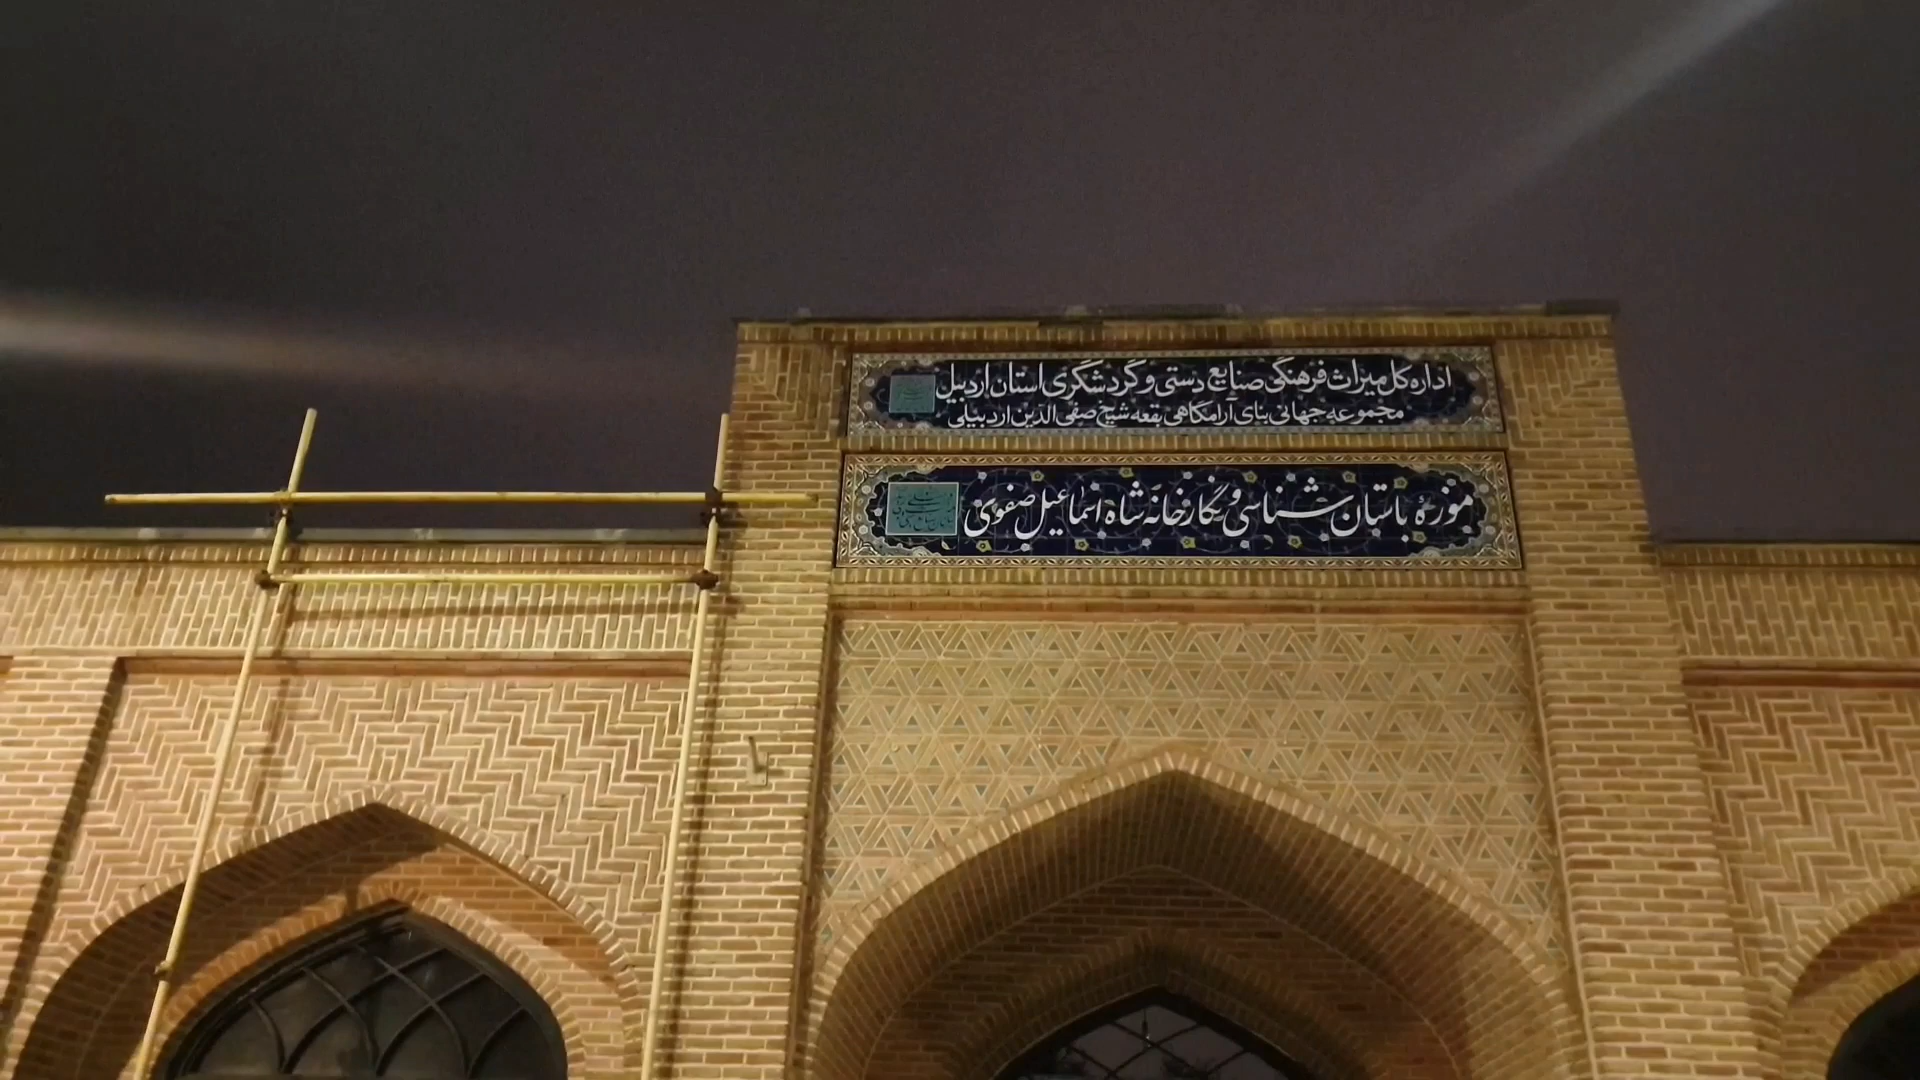 اداره کل میراث فرهنگی صنایع دستی و گردشگری استان اردبیل
مجموعه جهانی بنای آرامگاهی بقعه شیخ صفی الدین اردبیلی
موزهٔ باستان شناسی و نگارخانهٔ شاه اسماعیل صفوی